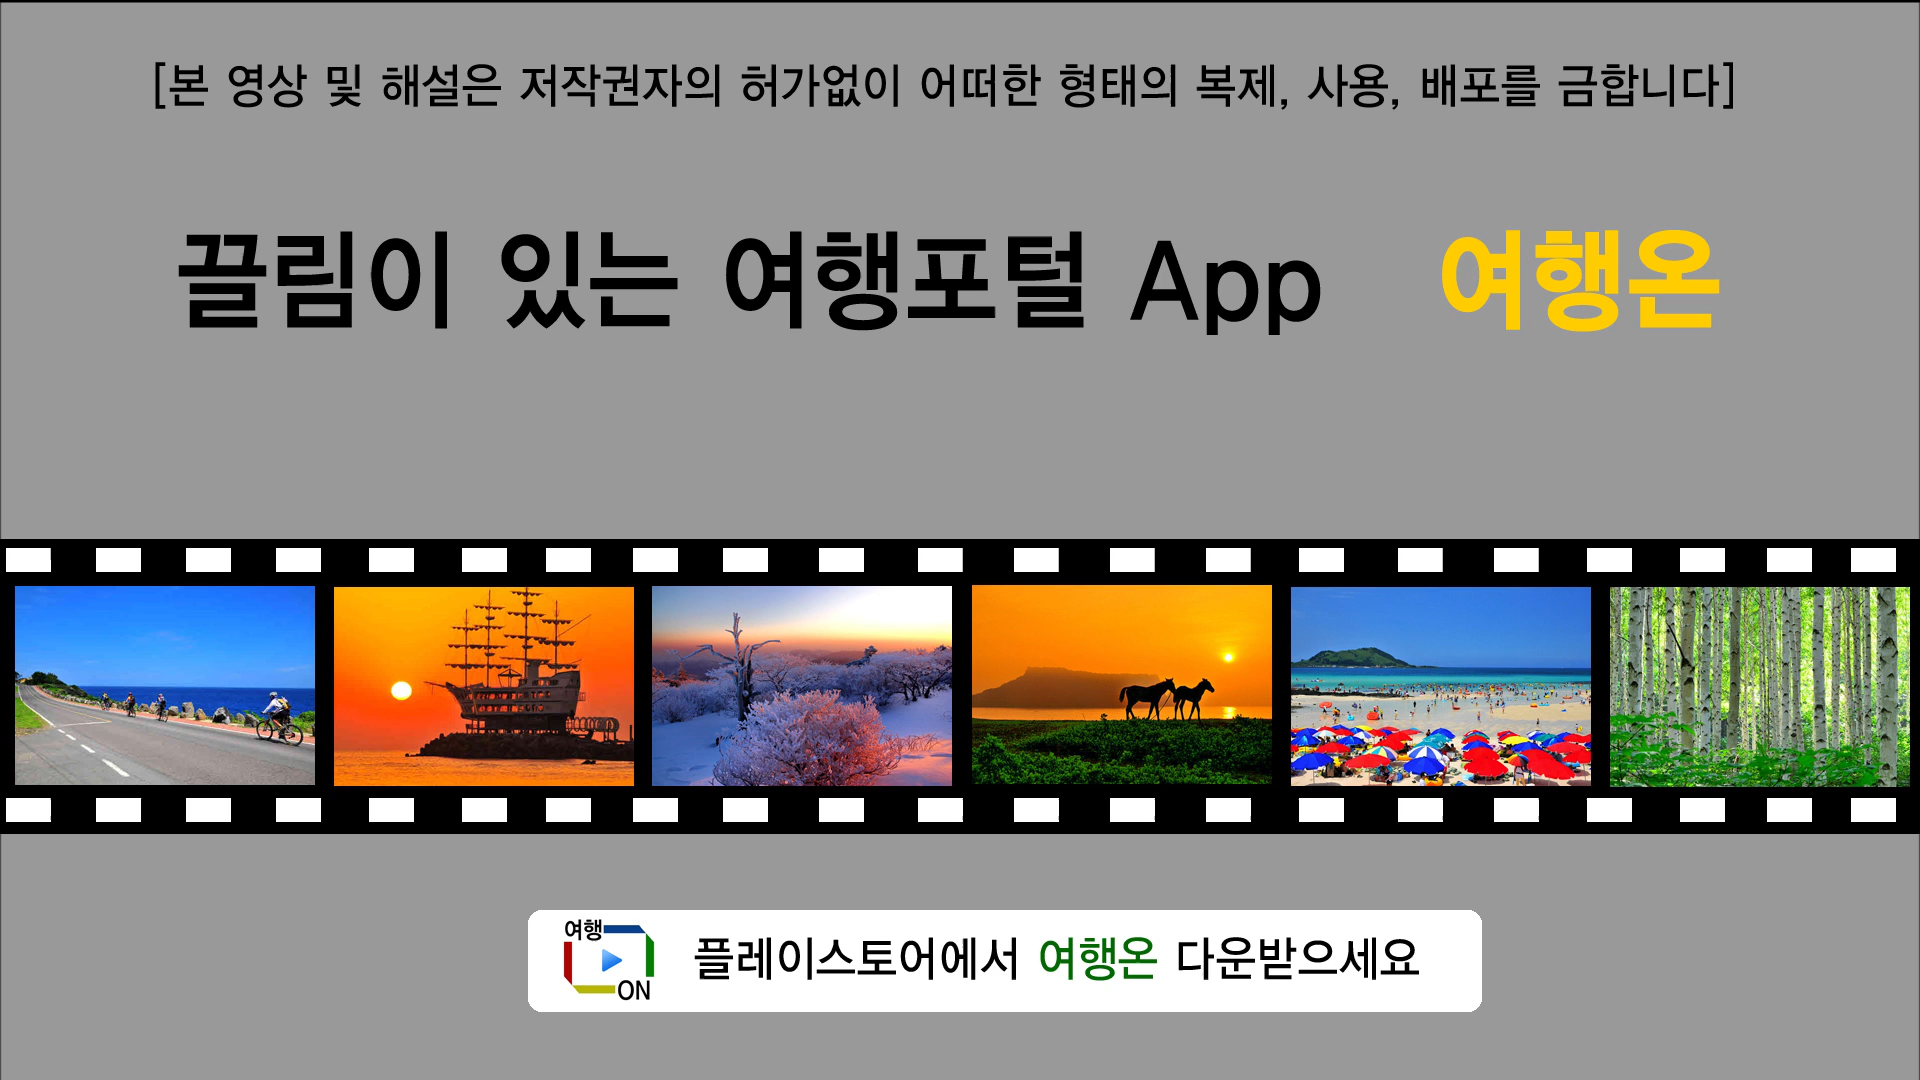 [본 영상 및 해설은 저작권자의 허가없이 어떠한 형태의 복제, 사용, 배포를 금합니다]
끌림이 있는 여행포털 App 여행온
여행
ON
플레이스토어에서 여행온 다운받으세요